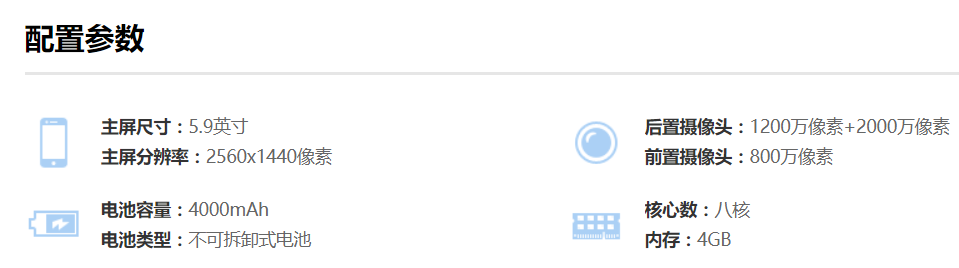 配置参数
主屏尺寸：5.9英寸
主屏分辨率：2560x1440像素
后置摄像头：1200万像素+2000万像素
前置摄像头：800万像素
电池容量：4000mAh
电池类型：不可拆卸式电池
核心数：八核
内存：4GB